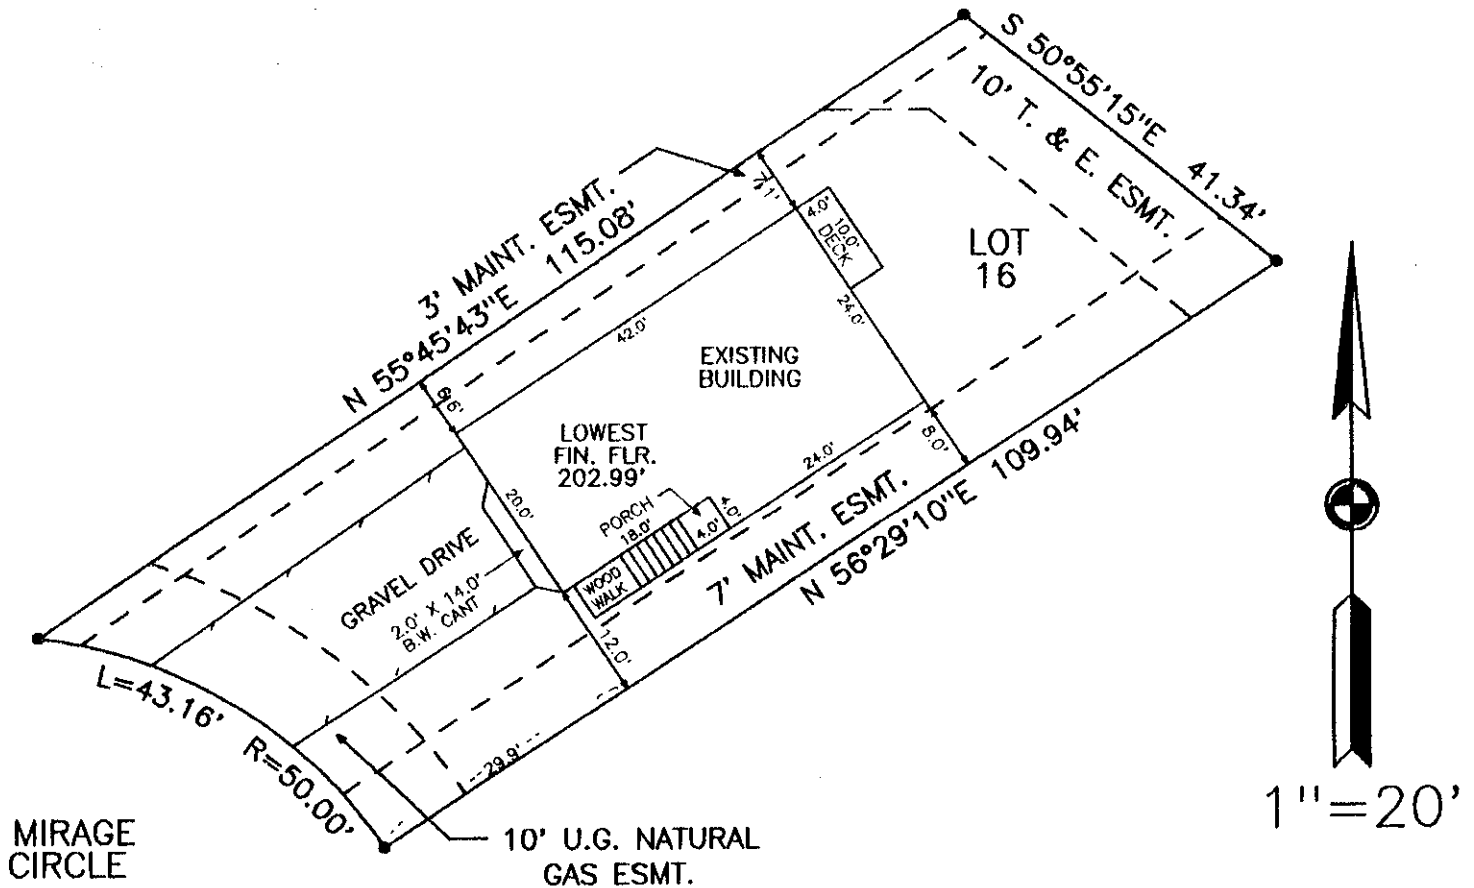 S 50°55'15"E 41.34'
10' T. & E. ESMT.
3' MAINT. ESMT.
N 55°45'43"E 115.08'
7.1'
4.0'
10.0'
DECK
LOT
16
42.0'
24.0'
EXISTING
BUILDING
LOWEST
FIN. FLR.
202.99'
24.0'
8.0'
20.0'
PORCH
18.0'
4.0'
4.0'
WOOD
WALK
GRAVEL DRIVE
2.0' X 14.0'
B.W. CANT
7' MAINT. ESMT.
N 56°29'10"E 109.94'
12.0'
29.9'
L=43.16' R=50.00'
MIRAGE
CIRCLE
10' U.G. NATURAL
GAS ESMT.
1"=20'